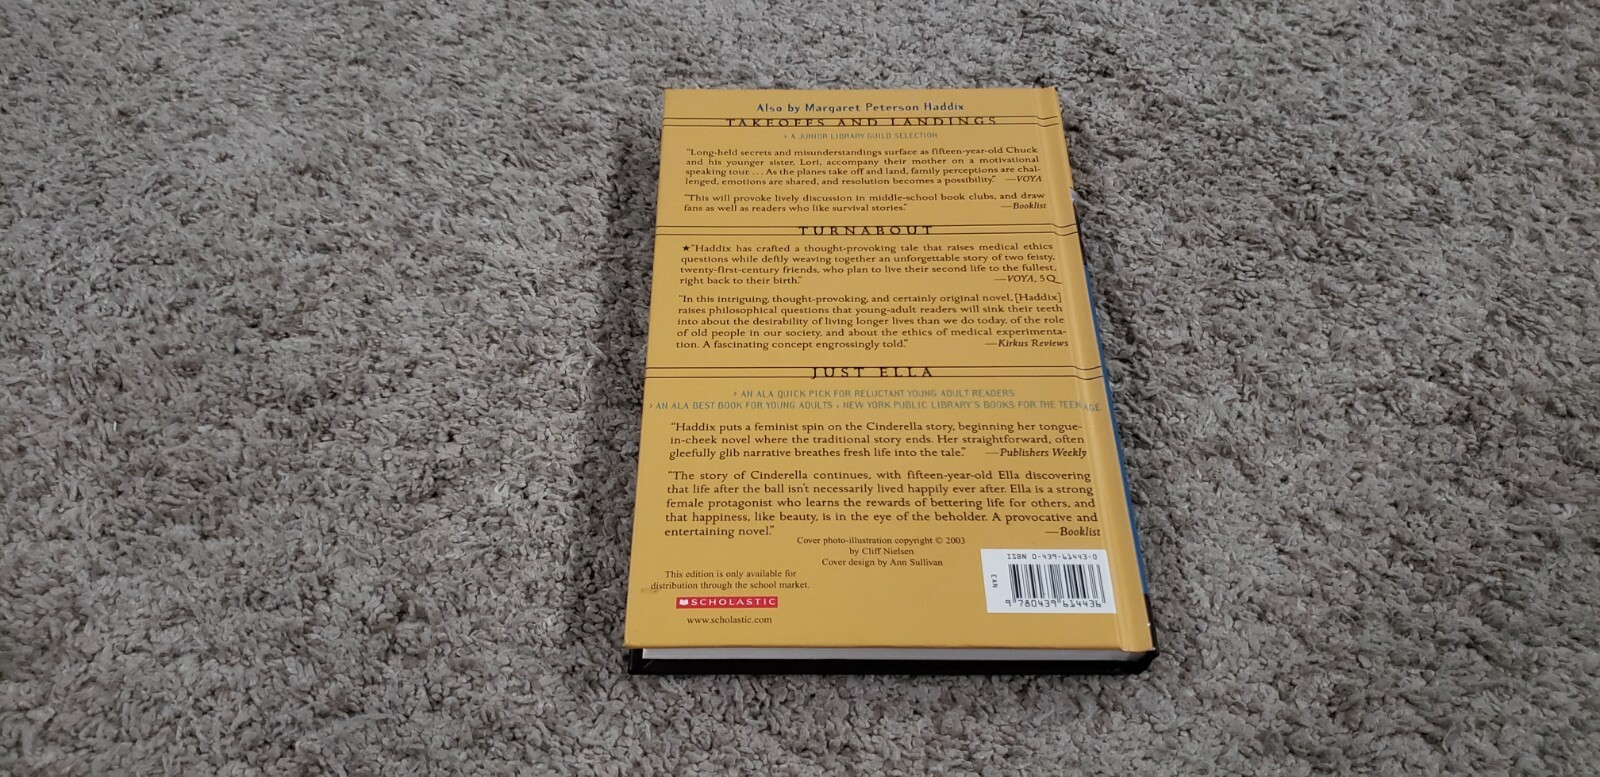 Also by Margaret Peterson Haddix
TAKEOFFS AND LANDINGS
› A JUNIOR LIBRARY GUILD SELECTION
"Long-held secrets and misunderstandings surface as fifteen-year-old Chuck
and his younger sister, Lori, accompany their mother on a motivational
speaking tour.... As the planes take off and land, family perceptions are chal-
lenged, emotions are shared, and resolution becomes a possibility." —VOYA
"This will provoke lively discussion in middle-school book clubs, and draw
fans as well as readers who like survival stories." —Booklist
TURNABOUT
★"Haddix has crafted a thought-provoking tale that raises medical ethics
questions while deftly weaving together an unforgettable story of two feisty,
twenty-first-century friends, who plan to live their second life to the fullest,
right back to their birth." —VOYA, 5Q
"In this intriguing, thought-provoking, and certainly original novel, [Haddix]
raises philosophical questions that young-adult readers will sink their teeth
into about the desirability of living longer lives than we do today, of the role
of old people in our society, and about the ethics of medical experimenta-
tion. A fascinating concept engrossingly told." —Kirkus Reviews
JUST ELLA
› AN ALA QUICK PICK FOR RELUCTANT YOUNG ADULT READERS
› AN ALA BEST BOOK FOR YOUNG ADULTS › NEW YORK PUBLIC LIBRARY'S BOOKS FOR THE TEEN AGE
"Haddix puts a feminist spin on the Cinderella story, beginning her tongue-
in-cheek novel where the traditional story ends. Her straightforward, often
gleefully glib narrative breathes fresh life into the tale." —Publishers Weekly
"The story of Cinderella continues, with fifteen-year-old Ella discovering
that life after the ball isn't necessarily lived happily ever after. Ella is a strong
female protagonist who learns the rewards of bettering life for others, and
that happiness, like beauty, is in the eye of the beholder. A provocative and
entertaining novel." —Booklist
Cover photo-illustration copyright © 2003
by Cliff Nielsen
Cover design by Ann Sullivan
This edition is only available for
distribution through the school market.
SCHOLASTIC
www.scholastic.com
ISBN 0-439-61443-0
CAN
9 780439 614436